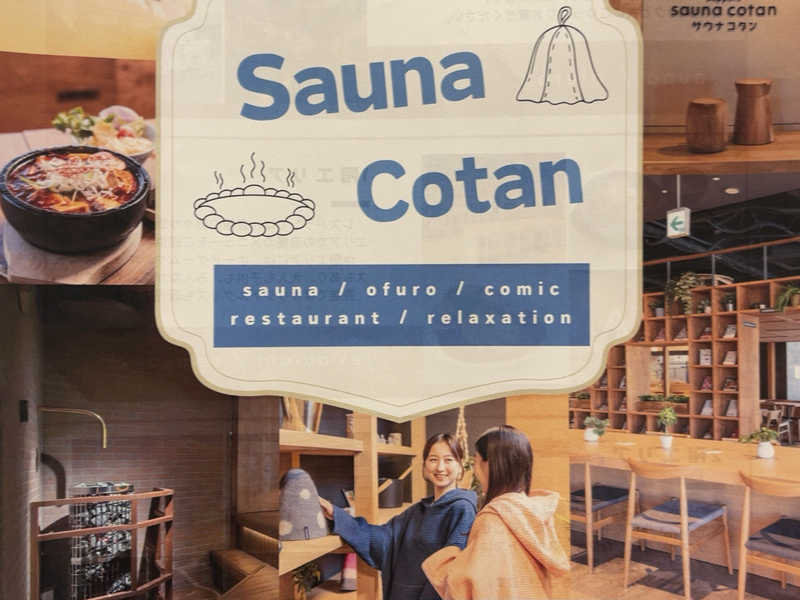 sauna cotan
サウナコタン
Sauna
Cotan
sauna / ofuro / comic
restaurant / relaxation